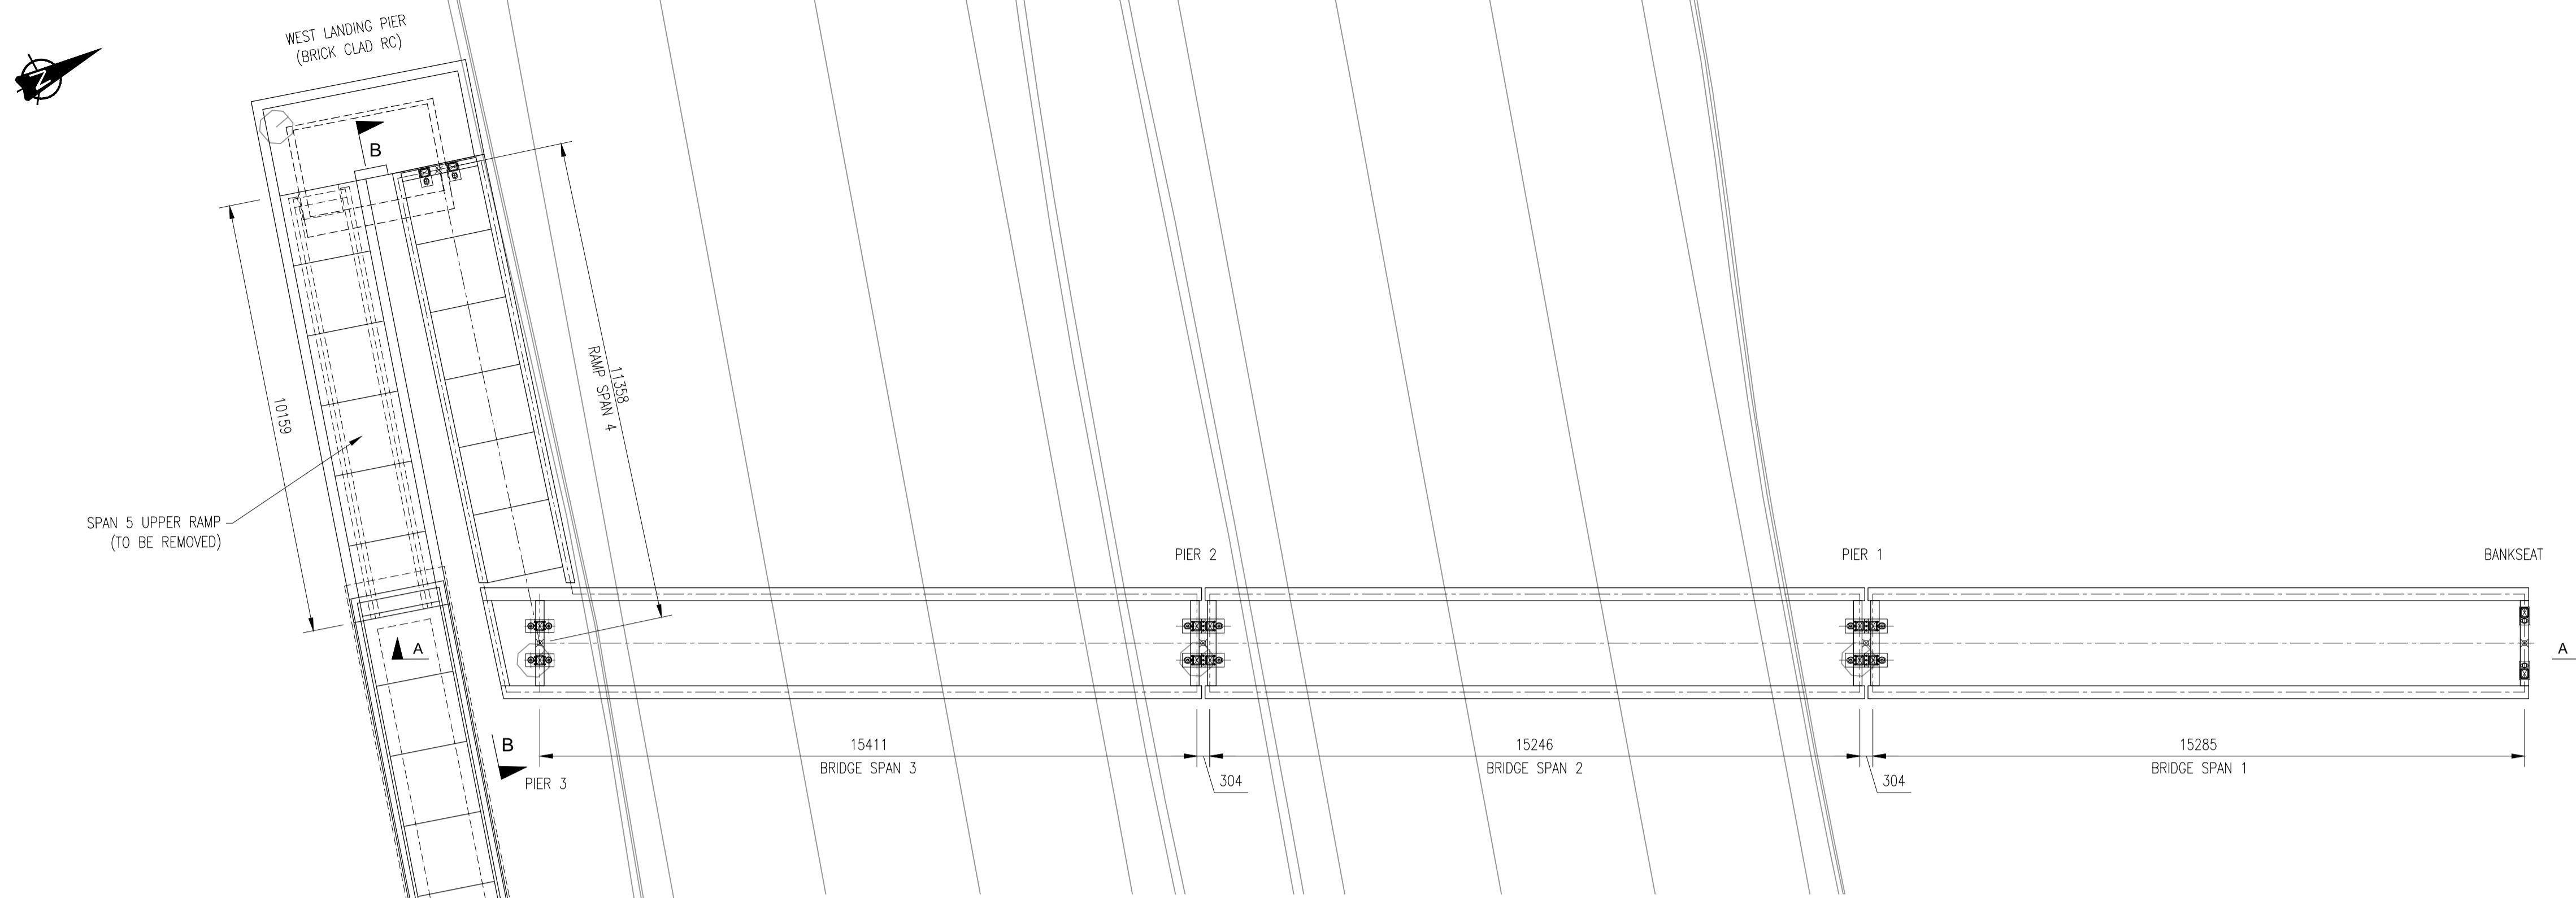 WEST LANDING PIER
(BRICK CLAD RC)
N
B
11358
RAMP SPAN 4
10159
SPAN 5 UPPER RAMP
(TO BE REMOVED)
PIER 2
PIER 1
BANKSEAT
A
A
B
PIER 3
15411
BRIDGE SPAN 3
304
15246
BRIDGE SPAN 2
304
15285
BRIDGE SPAN 1